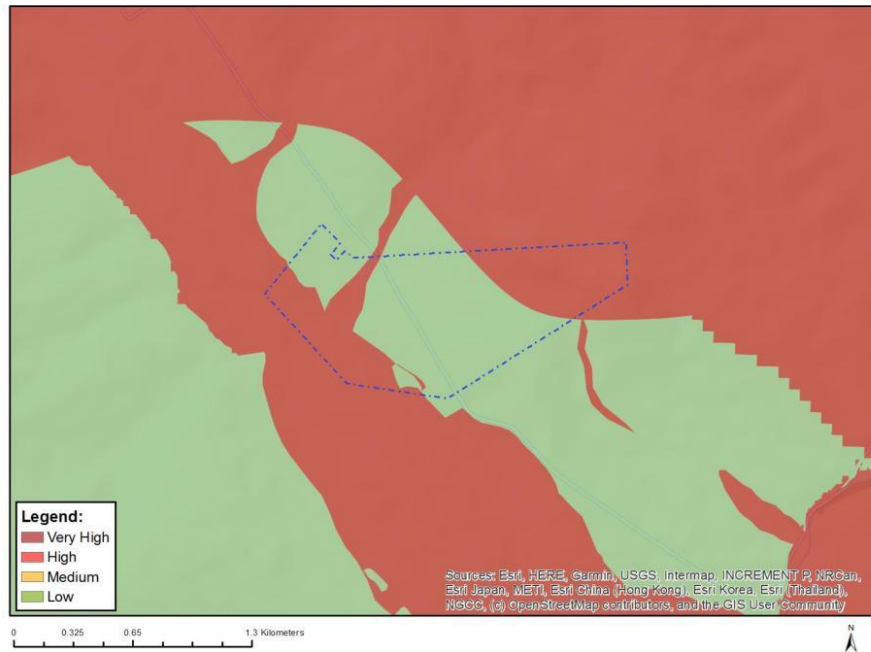 Legend:
Very High
High
Medium
Low
Sources: Esri, HERE, Garmin, USGS, Intermap, INCREMENT P, NRCan,
Esri Japan, METI, Esri China (Hong Kong), Esri Korea, Esri (Thailand),
NGCC, (c) OpenStreetMap contributors, and the GIS User Community
0 0.325 0.65 1.3 Kilometers
N